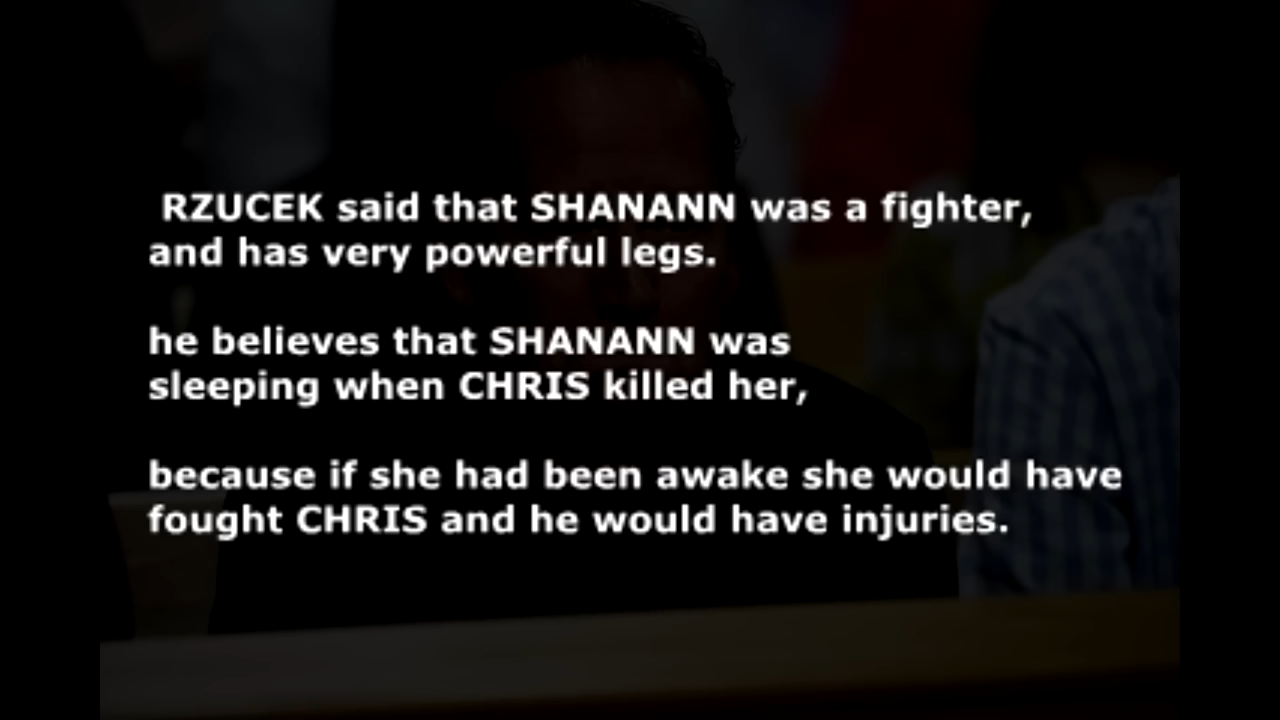 RZUCEK said that SHANANN was a fighter,
and has very powerful legs.
he believes that SHANANN was
sleeping when CHRIS killed her,
because if she had been awake she would have
fought CHRIS and he would have injuries.